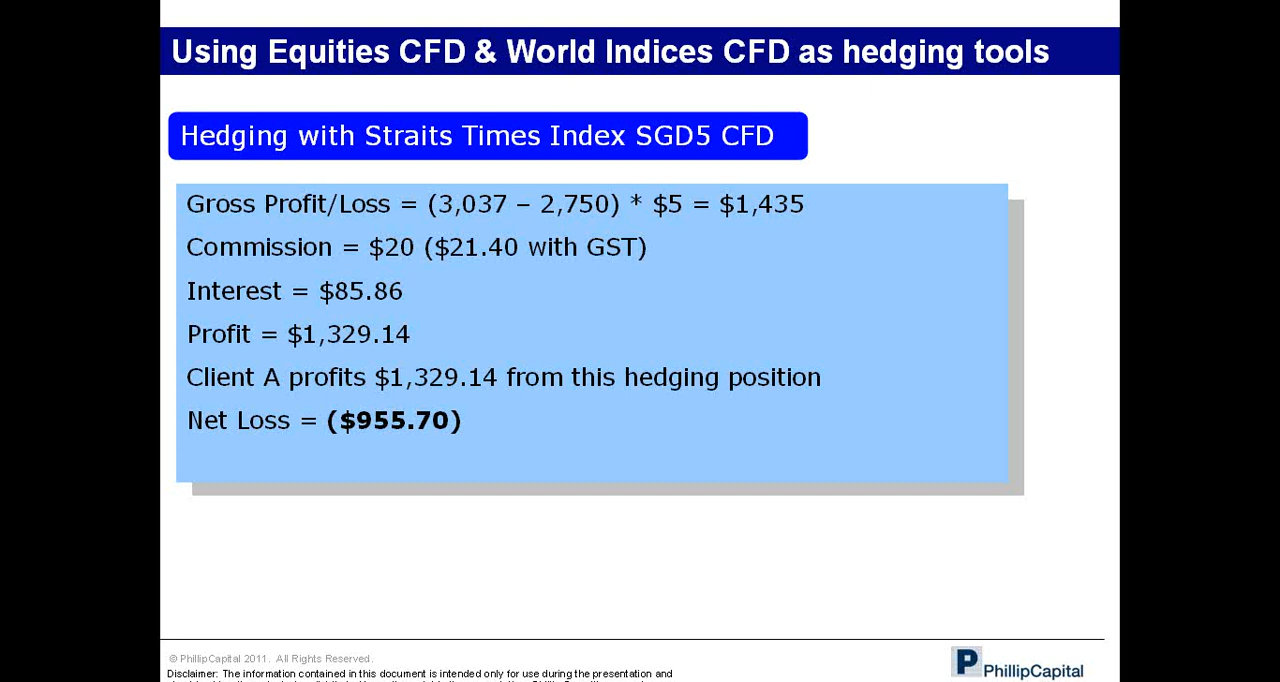 Using Equities CFD & World Indices CFD as hedging tools
Hedging with Straits Times Index SGD5 CFD
Gross Profit/Loss = (3,037 – 2,750) * $5 = $1,435
Commission = $20 ($21.40 with GST)
Interest = $85.86
Profit = $1,329.14
Client A profits $1,329.14 from this hedging position
Net Loss = ($955.70)
© PhillipCapital 2011. All Rights Reserved.
Disclaimer: The information contained in this document is intended only for use during the presentation and
PhillipCapital